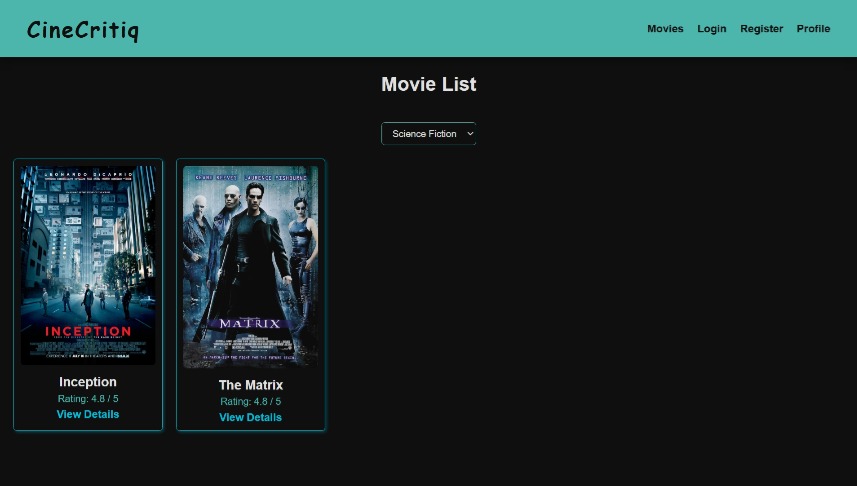 CineCritiq
Movies Login Register Profile
Movie List
Science Fiction
LEONARDO DiCAPRIO
INCEPTION
KEANU REEVES LAURENCE FISHBURNE
MATRIX
Inception
Rating: 4.8 / 5
View Details
The Matrix
Rating: 4.8 / 5
View Details